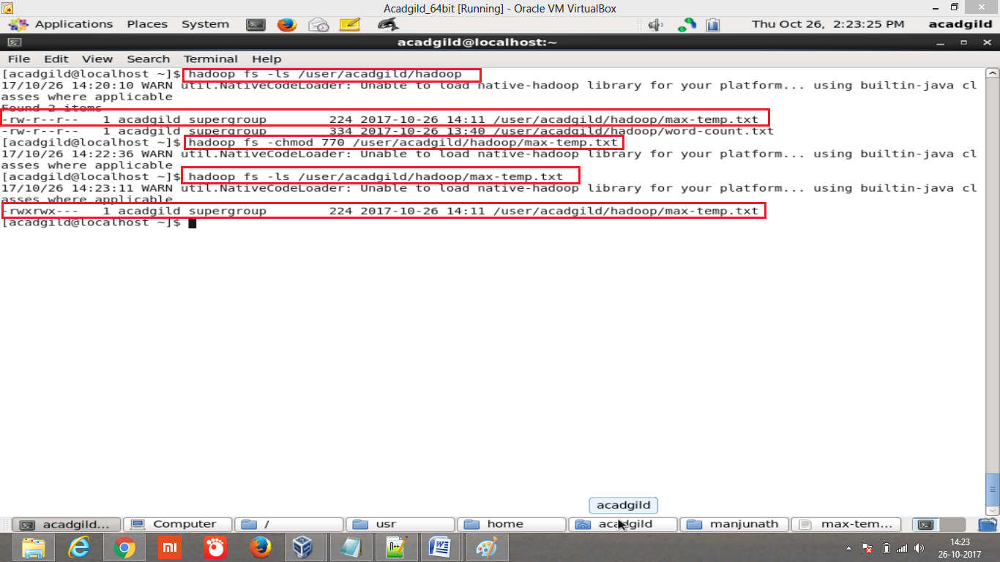 Acadgild_64bit [Running] - Oracle VM VirtualBox
Applications Places System Thu Oct 26, 2:23:25 PM acadgild
acadgild@localhost:~
File Edit View Search Terminal Help
[acadgild@localhost ~]$ hadoop fs -ls /user/acadgild/hadoop
17/10/26 14:20:10 WARN util.NativeCodeLoader: Unable to load native-hadoop library for your platform... using builtin-java cl
asses where applicable
Found 2 items
-rw-r--r-- 1 acadgild supergroup 224 2017-10-26 14:11 /user/acadgild/hadoop/max-temp.txt
-rw-r--r-- 1 acadgild supergroup 334 2017-10-26 13:40 /user/acadgild/hadoop/word-count.txt
[acadgild@localhost ~]$ hadoop fs -chmod 770 /user/acadgild/hadoop/max-temp.txt
17/10/26 14:22:36 WARN util.NativeCodeLoader: Unable to load native-hadoop library for your platform... using builtin-java cl
asses where applicable
[acadgild@localhost ~]$ hadoop fs -ls /user/acadgild/hadoop/max-temp.txt
17/10/26 14:23:11 WARN util.NativeCodeLoader: Unable to load native-hadoop library for your platform... using builtin-java cl
asses where applicable
-rwxrwx--- 1 acadgild supergroup 224 2017-10-26 14:11 /user/acadgild/hadoop/max-temp.txt
[acadgild@localhost ~]$
acadgild
acadgild... Computer / usr home acadgild manjunath max-tem...
mi
14:23
26-10-2017